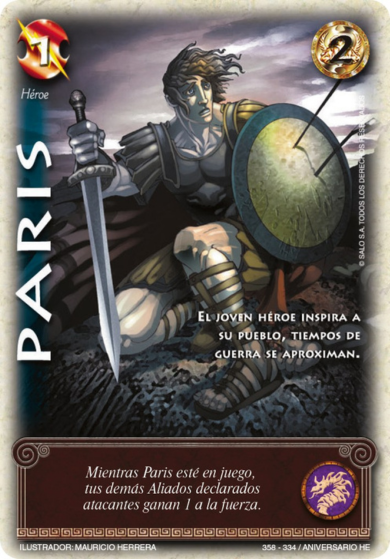 1
2
Héroe
PARIS
© SALO S.A. TODOS LOS DERECHOS RESERVADOS
EL JOVEN HÉROE INSPIRA A
SU PUEBLO, TIEMPOS DE
GUERRA SE APROXIMAN.
Mientras Paris esté en juego,
tus demás Aliados declarados
atacantes ganan 1 a la fuerza.
ILUSTRADOR: MAURICIO HERRERA
358 - 334 / ANIVERSARIO HE